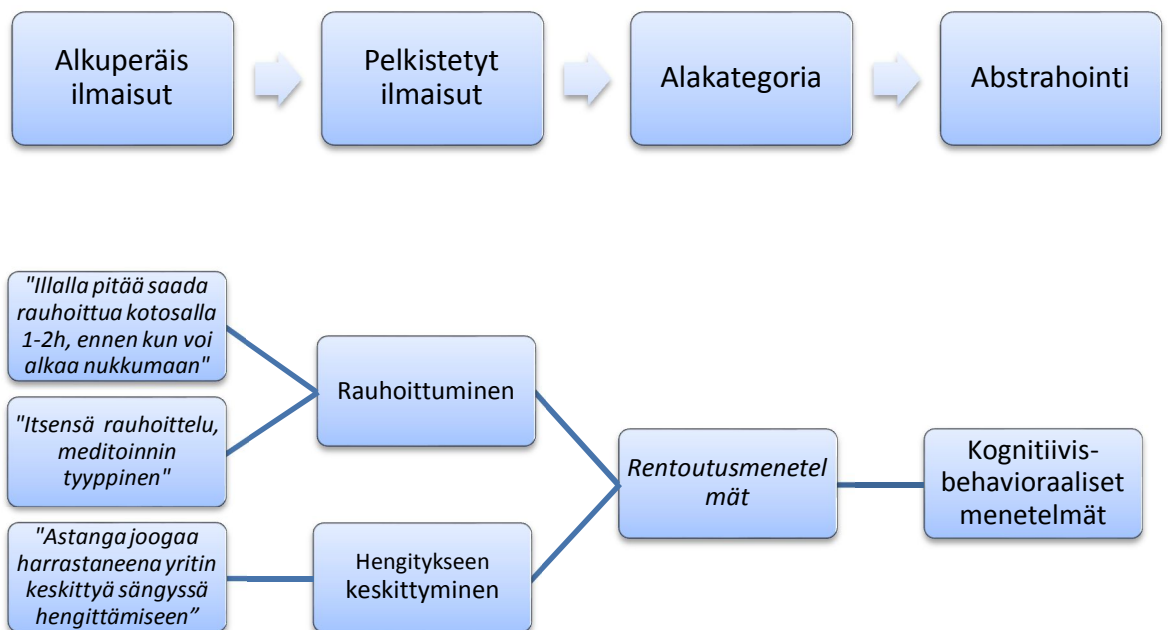 Alkuperäis
ilmaisut
Pelkistetyt
ilmaisut
Alakategoria
Abstrahointi
"Illalla pitää saada
rauhoittua kotosalla
1-2h, ennen kun voi
alkaa nukkumaan"
"Itsensä rauhoittelu,
meditoinnin
tyyppinen"
"Astanga joogaa
harrastaneena yritin
keskittyä sängyssä
hengittämiseen”
Rauhoittuminen
Hengitykseen
keskittyminen
Rentoutusmenetel
mät
Kognitiivis-
behavioraaliset
menetelmät